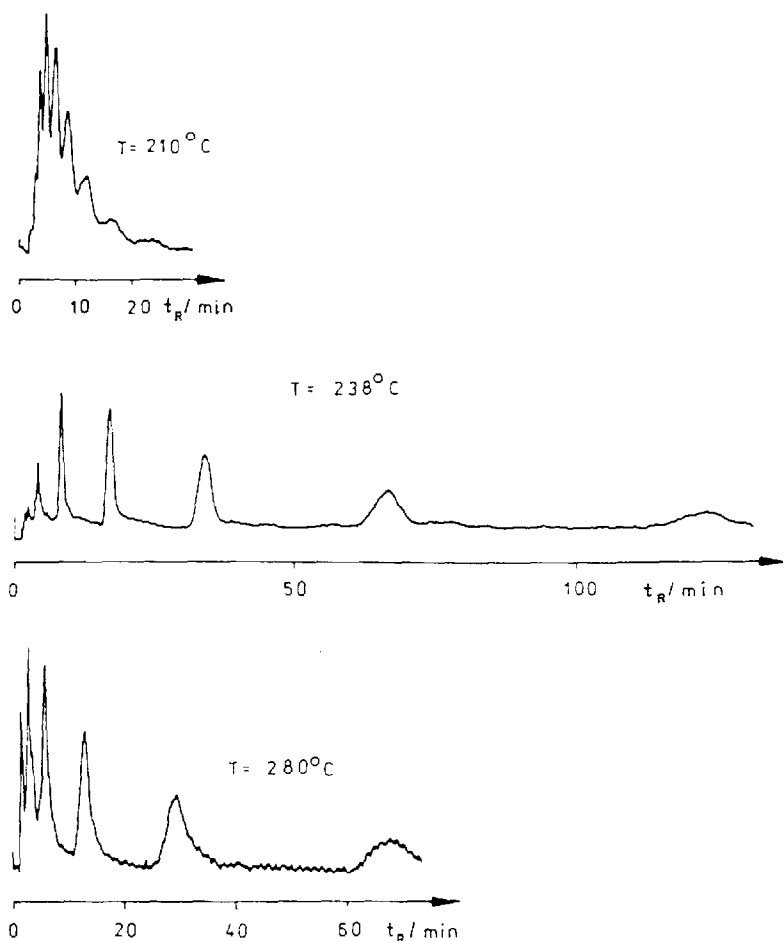 T= 210°C
0 10 20 t_R/ min
T= 238°C
0 50 100 t_R/ min
T= 280°C
0 20 40 60 t_R/ min